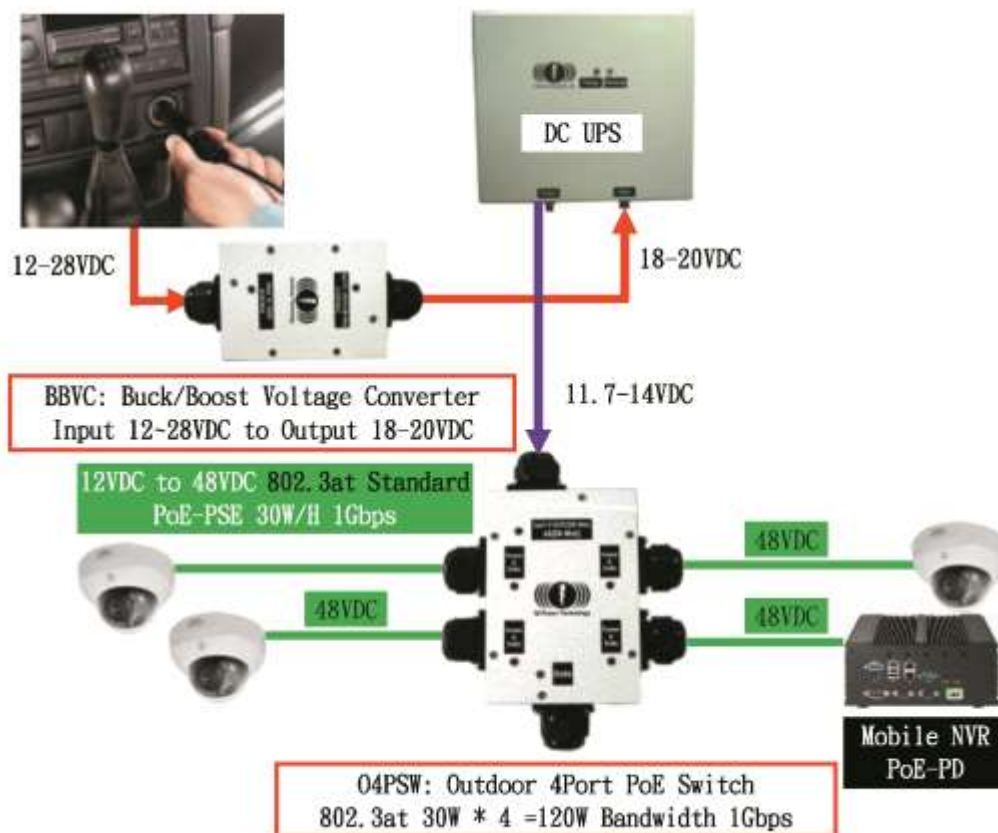 DC UPS
12-28VDC
18-20VDC
BBVC: Buck/Boost Voltage Converter
Input 12~28VDC to Output 18-20VDC
11.7-14VDC
12VDC to 48VDC 802.3at Standard
PoE-PSE 30W/H 1Gbps
48VDC
48VDC
48VDC
Mobile NVR
PoE-PD
O4PSW: Outdoor 4Port PoE Switch
802.3at 30W * 4 =120W Bandwidth 1Gbps